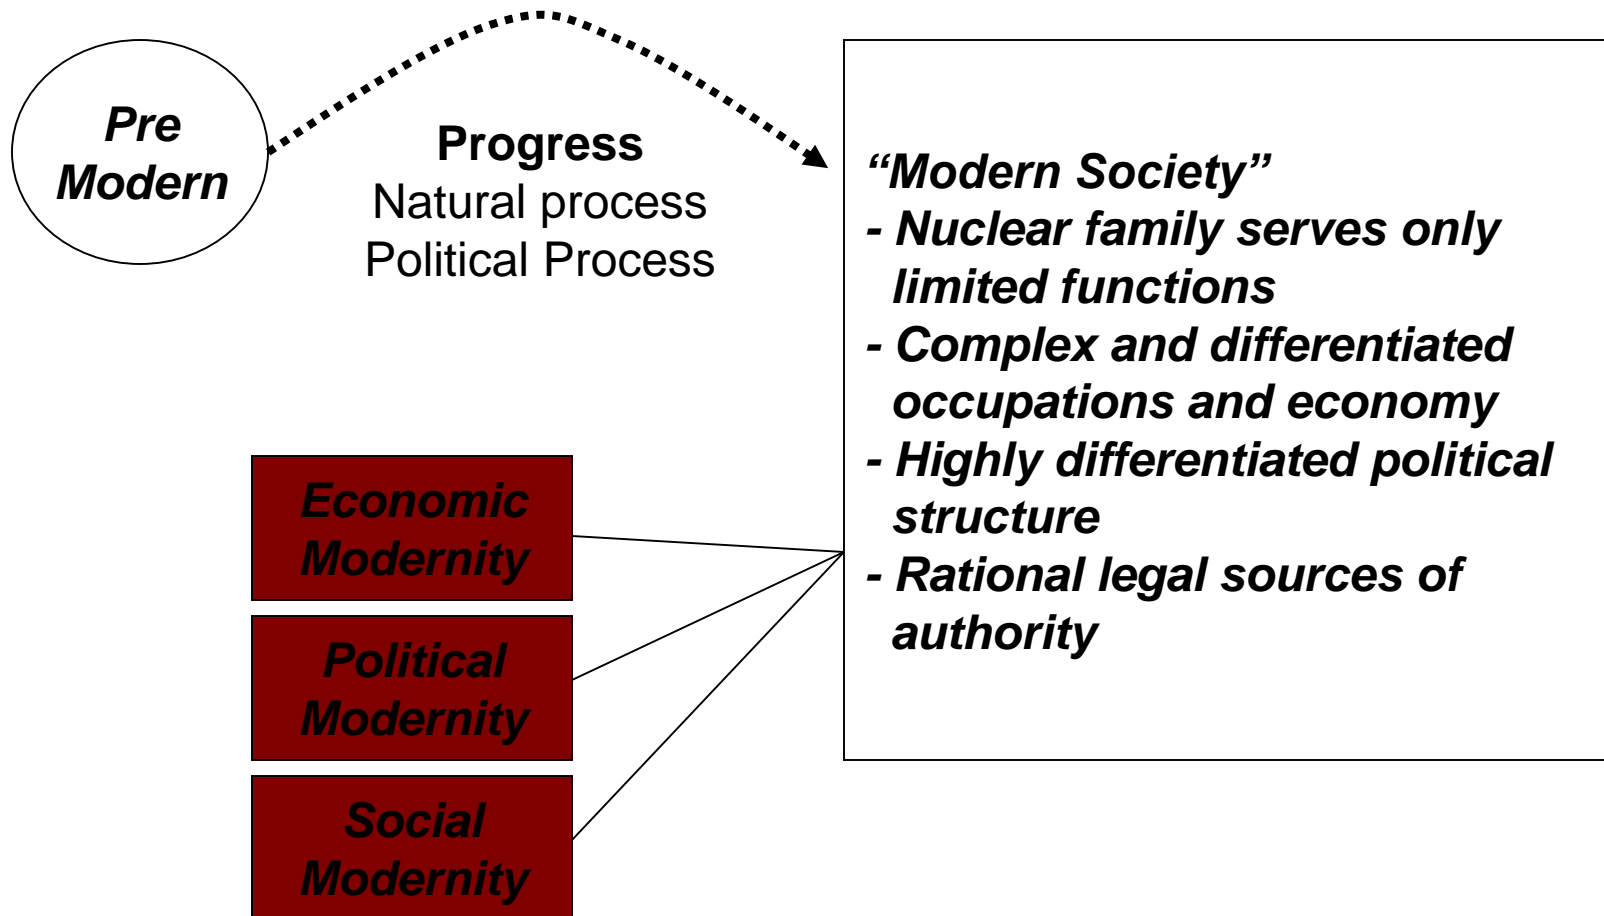 Pre
Modern
Progress
Natural process
Political Process
“Modern Society”
- Nuclear family serves only
limited functions
- Complex and differentiated
occupations and economy
- Highly differentiated political
structure
- Rational legal sources of
authority
Economic
Modernity
Political
Modernity
Social
Modernity